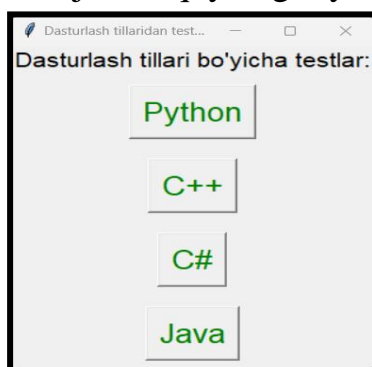 Dasturlash tillaridan test...
Dasturlash tillari bo'yicha testlar:
Python
C++
C#
Java